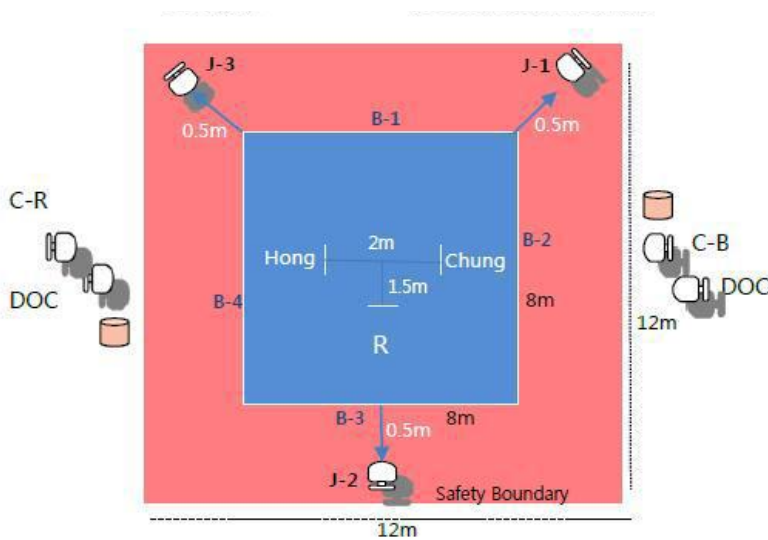 J-3
J-1
B-1
0.5m
0.5m
C-R
2m
B-2
C-B
Hong
Chung
DOC
1.5m
DOC
B-4
8m
12m
R
B-3
8m
0.5m
J-2
Safety Boundary
12m